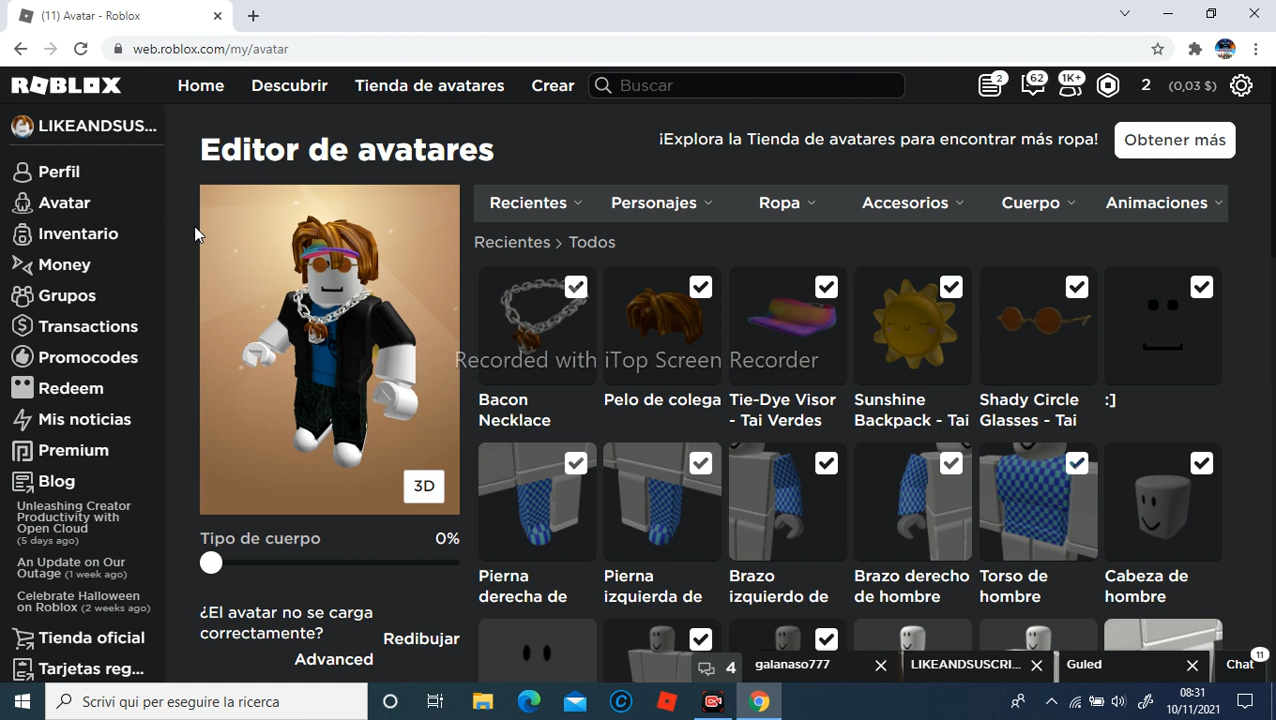 (11) Avatar - Roblox
web.roblox.com/my/avatar
ROBLOX
Home
Descubrir
Tienda de avatares
Crear
Buscar
2
62
1K+
2
(0,03 $)
LIKEANDSUS...
Editor de avatares
¡Explora la Tienda de avatares para encontrar más ropa!
Obtener más
Perfil
Avatar
Inventario
Money
Grupos
Transactions
Promocodes
Redeem
Mis noticias
Premium
Blog
Unleashing Creator
Productivity with
Open Cloud
(5 days ago)
An Update on Our
Outage (1 week ago)
Celebrate Halloween
on Roblox (2 weeks ago)
Tienda oficial
Tarjetas reg...
3D
Tipo de cuerpo
0%
¿El avatar no se carga
correctamente?
Redibujar
Advanced
Recientes
Personajes
Ropa
Accesorios
Cuerpo
Animaciones
Recientes > Todos
Recorded with iTop Screen Recorder
Bacon
Necklace
Pelo de colega
Tie-Dye Visor
- Tai Verdes
Sunshine
Backpack - Tai
Shady Circle
Glasses - Tai
:]
Pierna
derecha de
Pierna
izquierda de
Brazo
izquierdo de
Brazo derecho
de hombre
Torso de
hombre
Cabeza de
hombre
4
galanaso777
LIKEANDSUSCRI...
Guled
Chat
11
Scrivi qui per eseguire la ricerca
08:31
10/11/2021